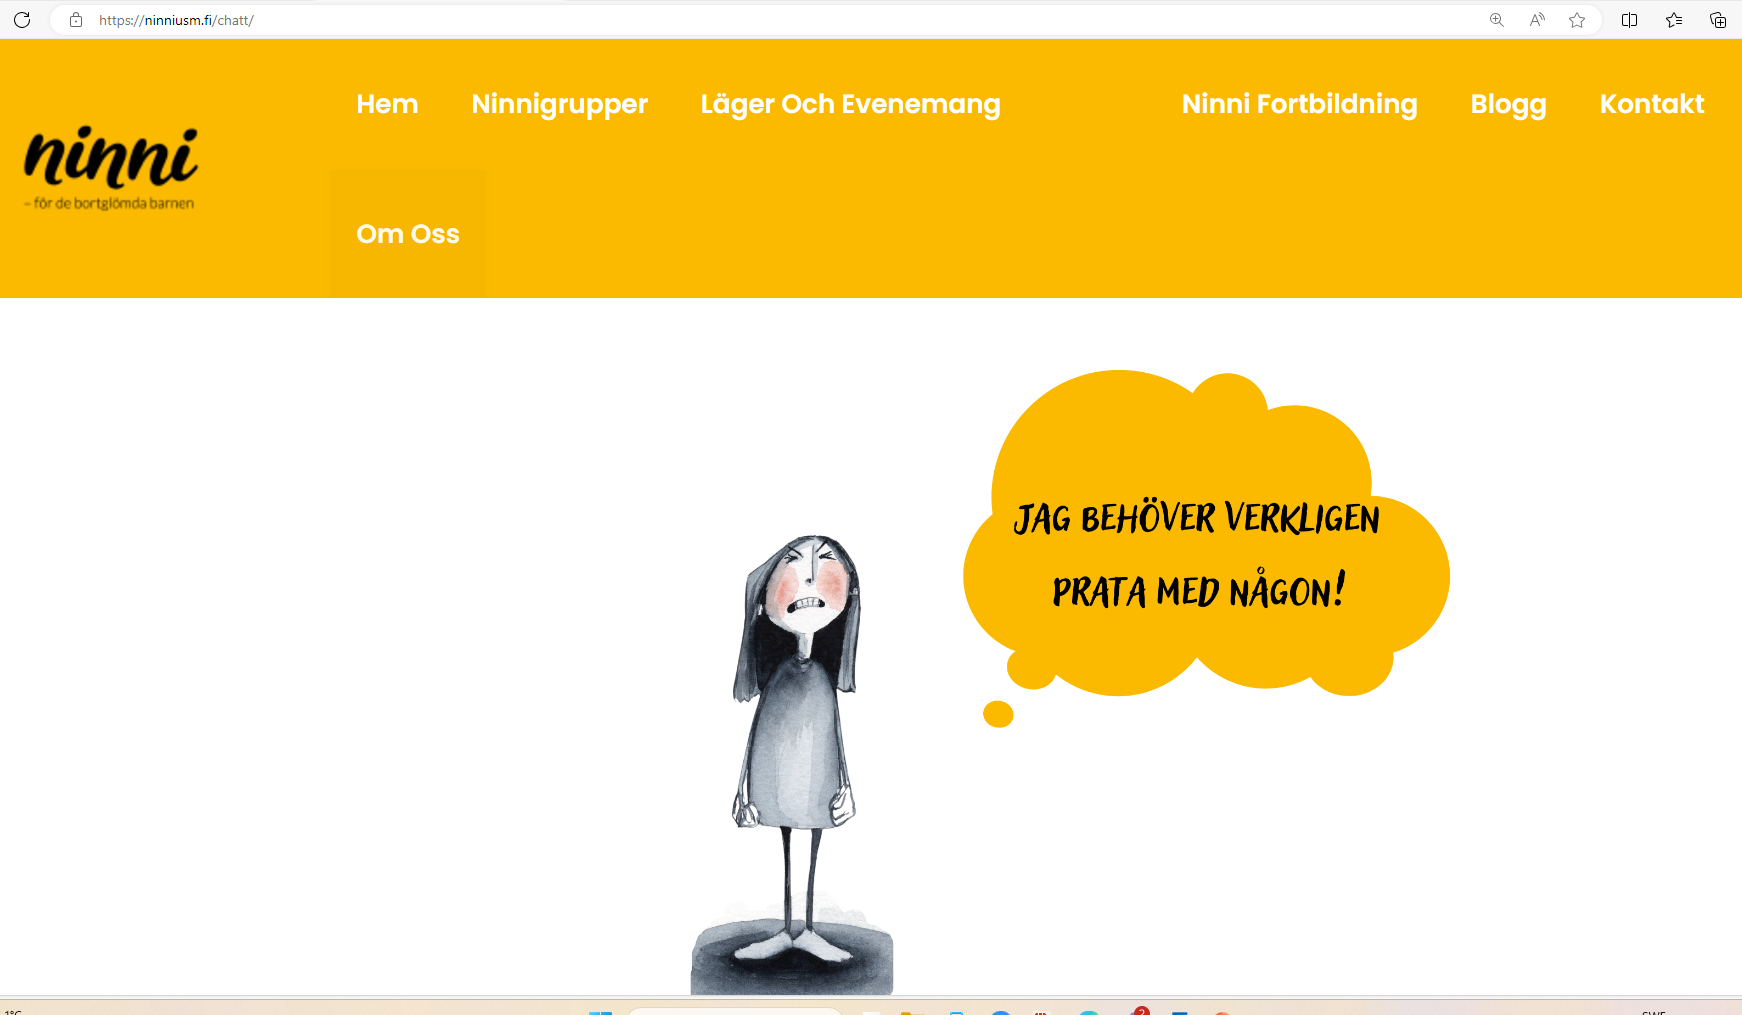 https://ninniusm.fi/chatt/
Hem Ninnigrupper Läger Och Evenemang Ninni Fortbildning Blogg Kontakt
ninni
– för de bortglömda barnen
Om Oss
JAG BEHÖVER VERKLIGEN
PRATA MED NÅGON!
2